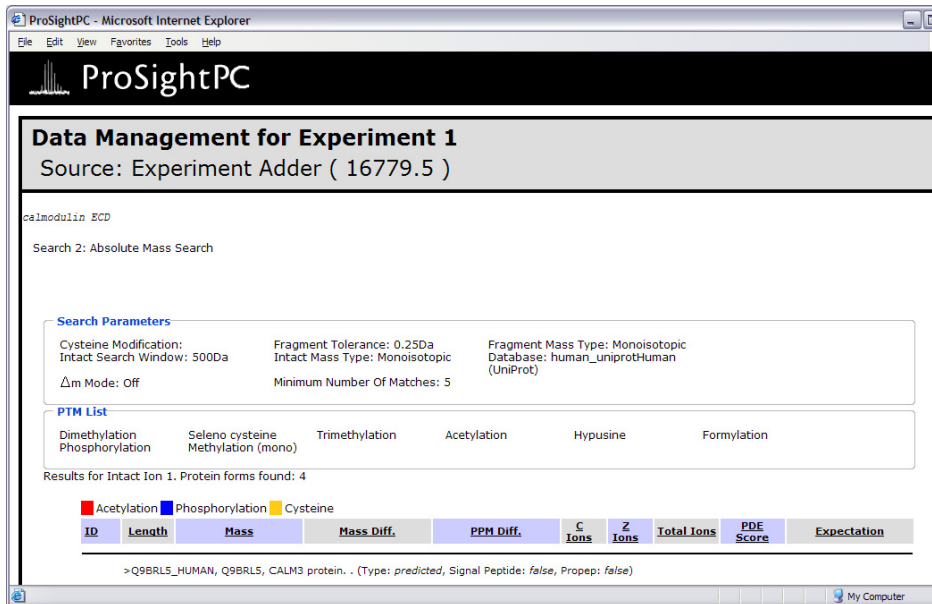 ProSightPC - Microsoft Internet Explorer
File Edit View Favorites Tools Help
ProSightPC
Data Management for Experiment 1
Source: Experiment Adder ( 16779.5 )
calmodulin ECD
Search 2: Absolute Mass Search
Search Parameters
Cysteine Modification: Fragment Tolerance: 0.25Da Fragment Mass Type: Monoisotopic
Intact Search Window: 500Da Intact Mass Type: Monoisotopic Database: human_uniprotHuman
(UniProt)
Δm Mode: Off Minimum Number Of Matches: 5
PTM List
Dimethylation Seleno cysteine Trimethylation Acetylation Hypusine Formylation
Phosphorylation Methylation (mono)
Results for Intact Ion 1. Protein forms found: 4
Acetylation Phosphorylation Cysteine
ID Length Mass Mass Diff. PPM Diff. C Ions Z Ions Total Ions PDE Score Expectation
>Q9BRL5_HUMAN, Q9BRL5, CALM3 protein. . (Type: predicted, Signal Peptide: false, Propep: false)
My Computer